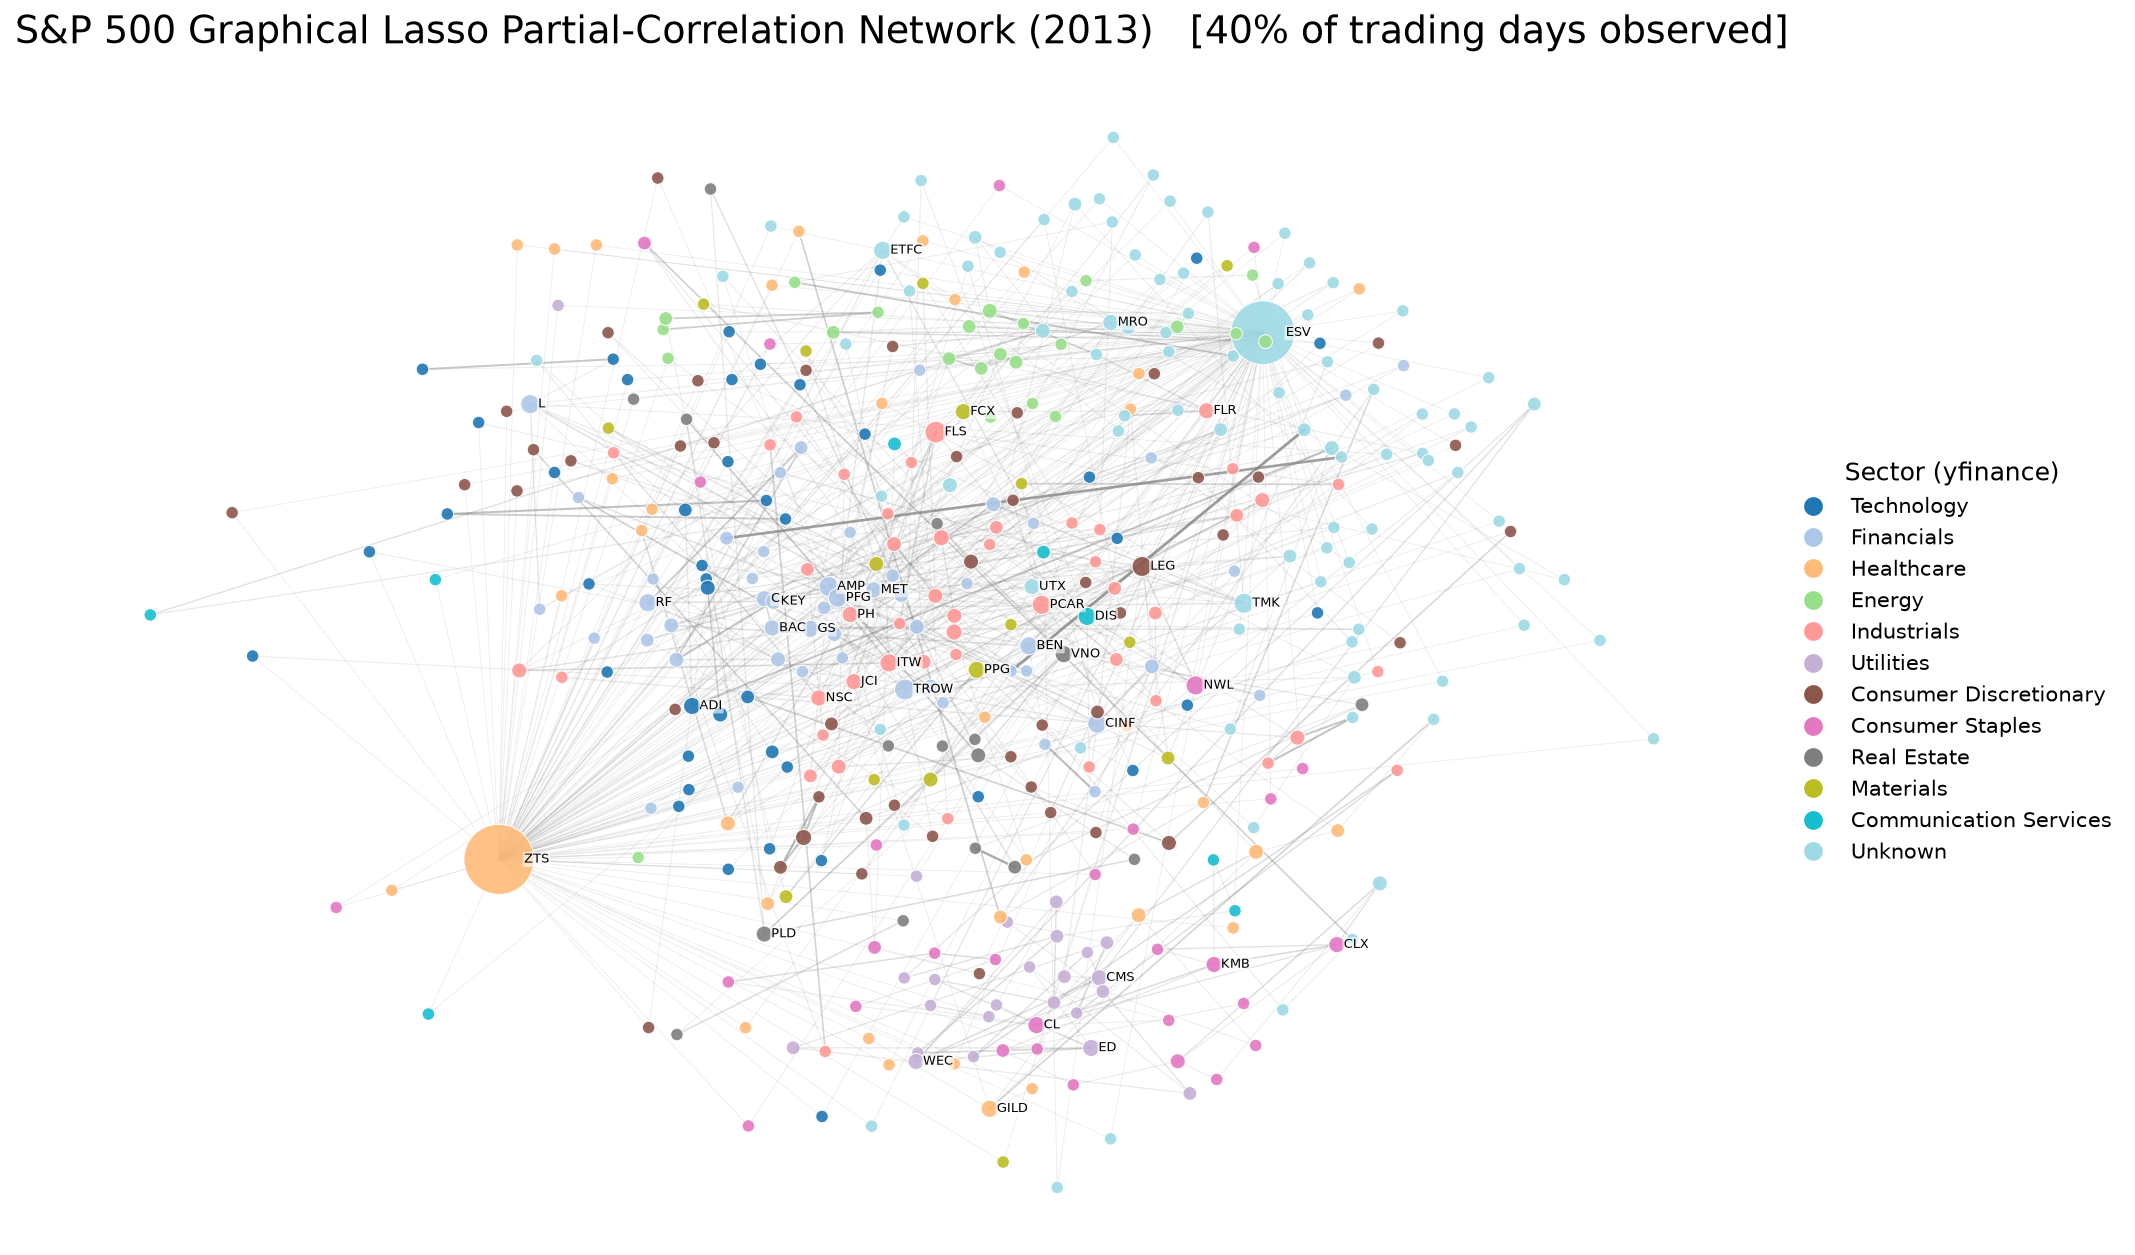 S&P 500 Graphical Lasso Partial-Correlation Network (2013)   [40% of trading days observed]
ETFC
MRO
ESV
L
FCX
FLR
FLS
LEG
AMP
MET
UTX
PFG
C
KEY
RF
PCAR
TMK
PH
DIS
BAC
GS
BEN
VNO
ITW
PPG
JCI
NWL
TROW
NSC
ADI
CINF
ZTS
PLD
CLX
KMB
CMS
CL
ED
WEC
GILD
Sector (yfinance)
Technology
Financials
Healthcare
Energy
Industrials
Utilities
Consumer Discretionary
Consumer Staples
Real Estate
Materials
Communication Services
Unknown